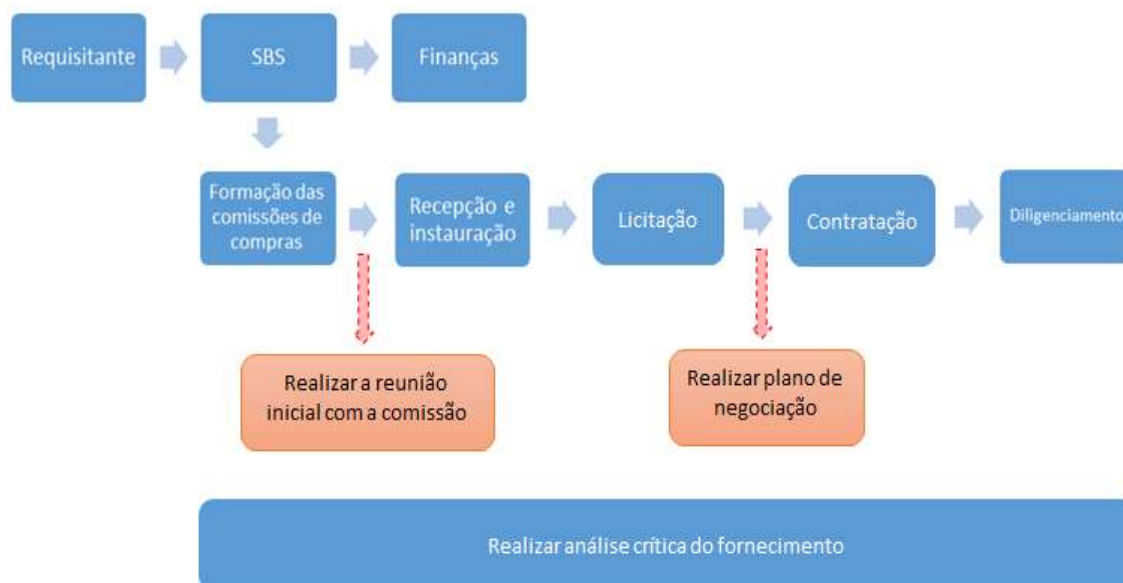 Requisitante
SBS
Finanças
Formação das
comissões de
compras
Recepção e
instauração
Licitação
Contratação
Diligenciamento
Realizar a reunião
inicial com a comissão
Realizar plano de
negociação
Realizar análise crítica do fornecimento